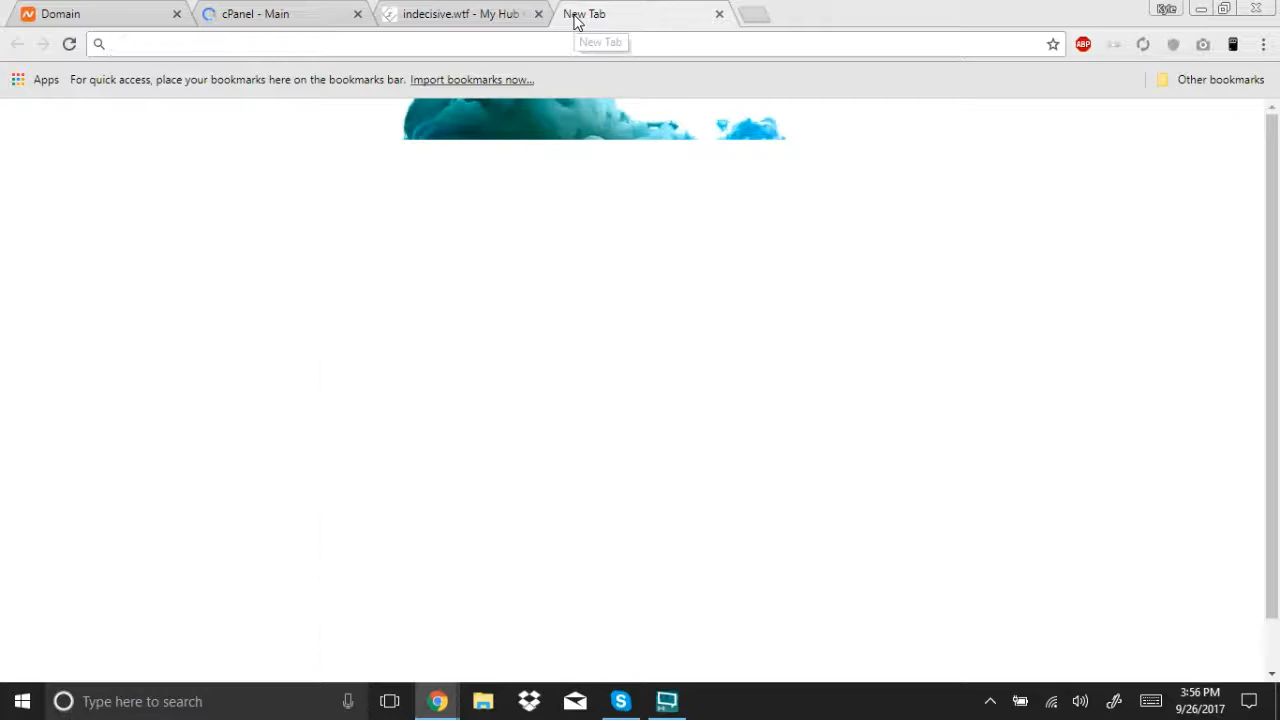 Domain
cPanel - Main
indecisive.wtf - My Hub
New Tab
Kyle
New Tab
ABP
Apps
For quick access, place your bookmarks here on the bookmarks bar. Import bookmarks now...
Other bookmarks
Type here to search
3:56 PM
9/26/2017